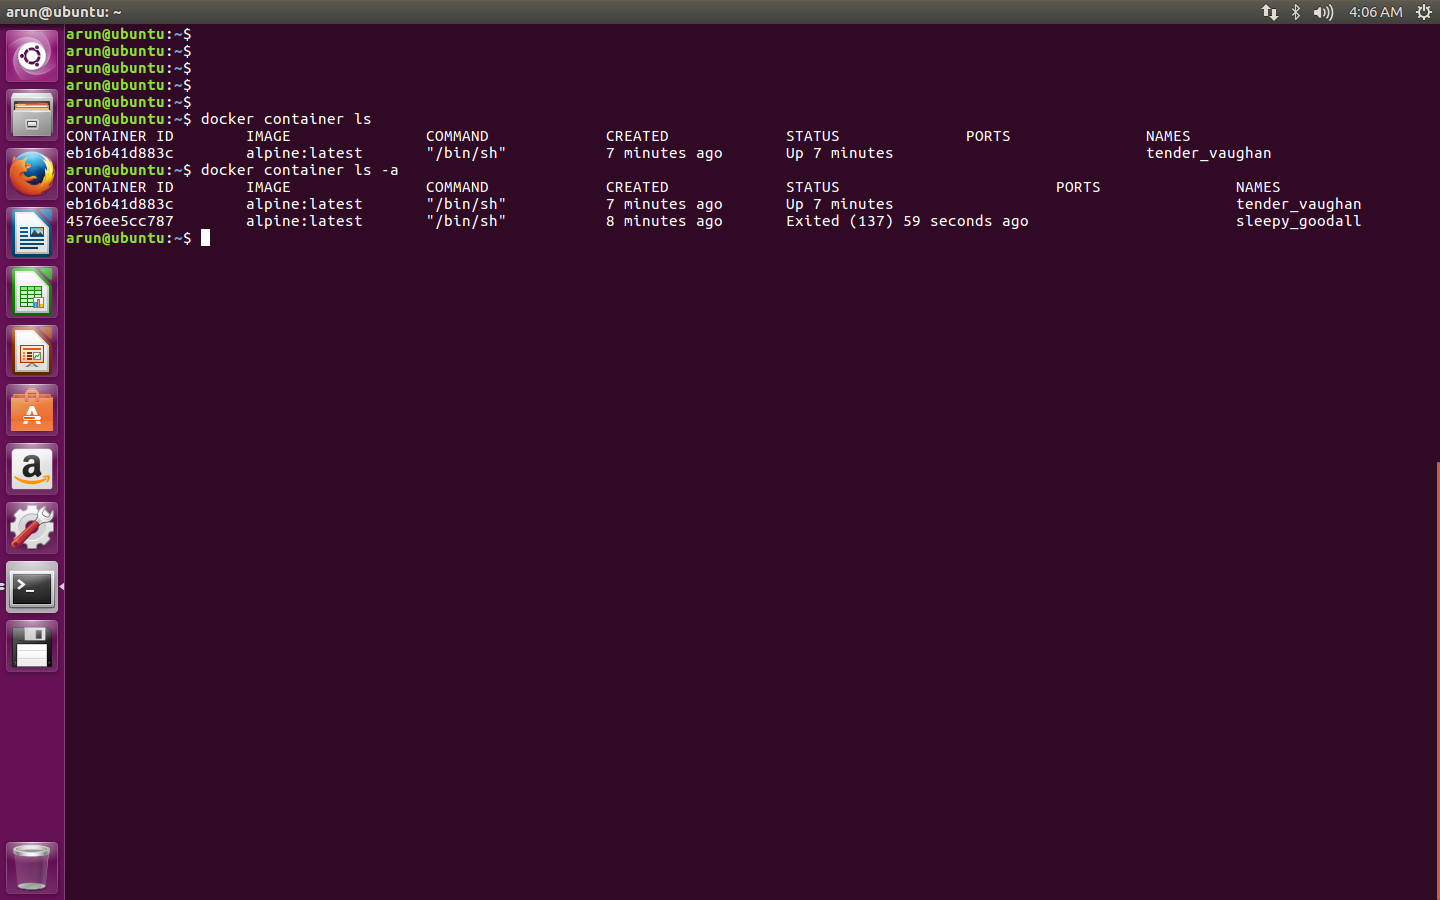 arun@ubuntu: ~
4:06 AM
arun@ubuntu:~$
arun@ubuntu:~$
arun@ubuntu:~$
arun@ubuntu:~$
arun@ubuntu:~$
arun@ubuntu:~$ docker container ls
CONTAINER ID IMAGE COMMAND CREATED STATUS PORTS NAMES
eb16b41d883c alpine:latest "/bin/sh" 7 minutes ago Up 7 minutes tender_vaughan
arun@ubuntu:~$ docker container ls -a
CONTAINER ID IMAGE COMMAND CREATED STATUS PORTS NAMES
eb16b41d883c alpine:latest "/bin/sh" 7 minutes ago Up 7 minutes tender_vaughan
4576ee5cc787 alpine:latest "/bin/sh" 8 minutes ago Exited (137) 59 seconds ago sleepy_goodall
arun@ubuntu:~$